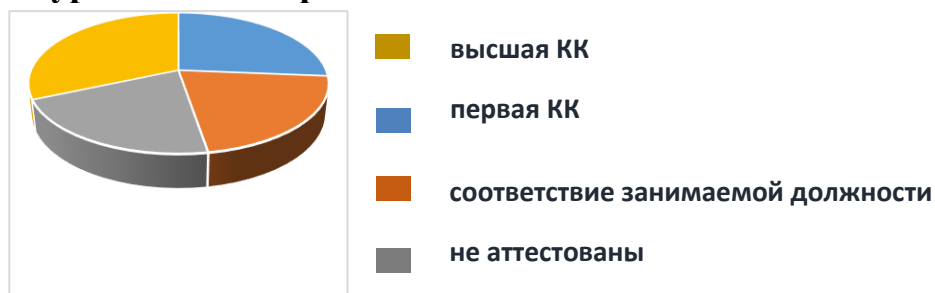 высшая КК
первая КК
соответствие занимаемой должности
не аттестованы